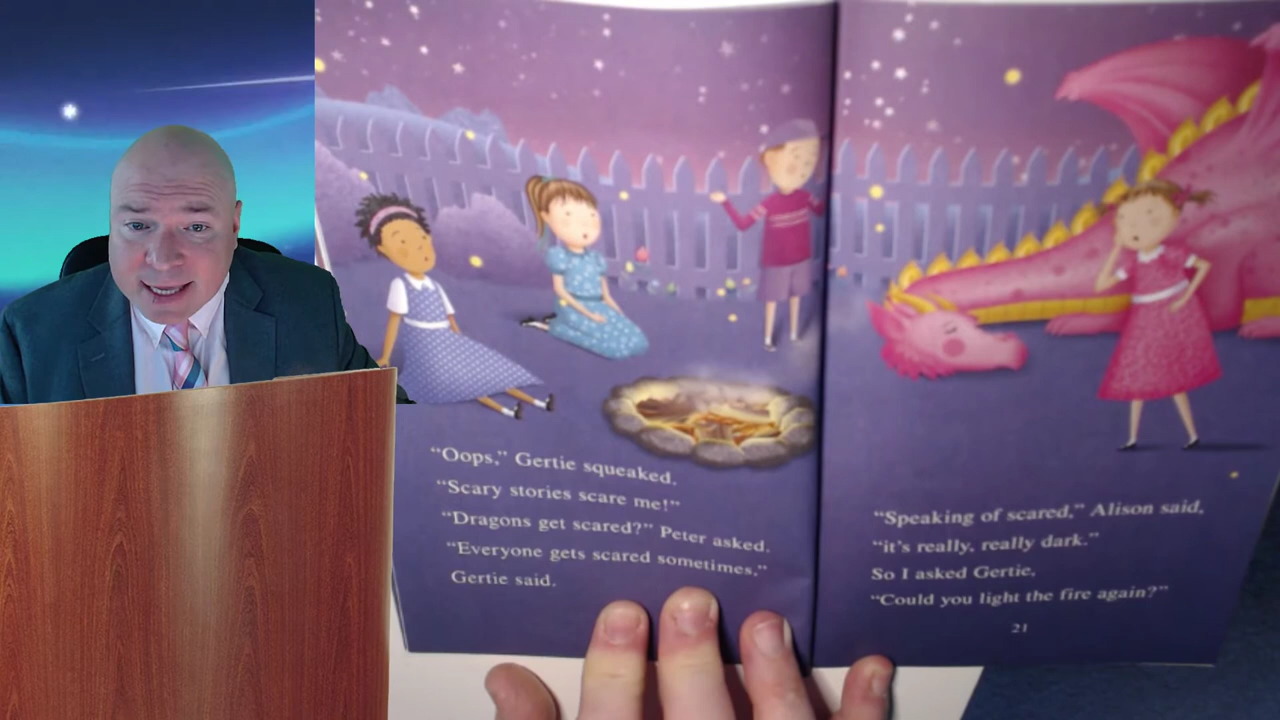 “Oops,” Gertie squeaked.
“Scary stories scare me!”
“Dragons get scared?” Peter asked.
“Everyone gets scared sometimes,”
Gertie said.
“Speaking of scared,” Alison said,
“it’s really, really dark.”
So I asked Gertie,
“Could you light the fire again?”
21